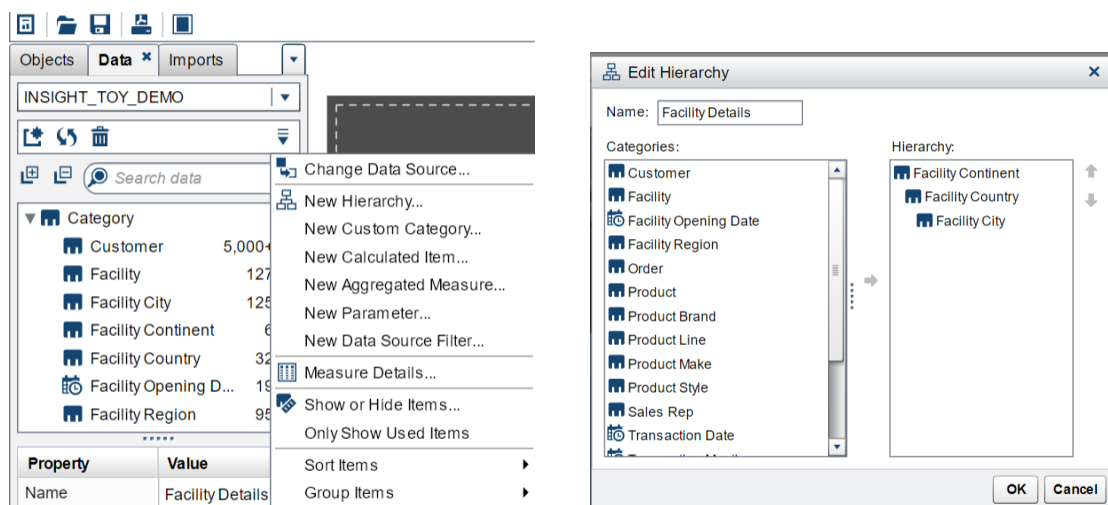 Objects Data × Imports
INSIGHT_TOY_DEMO
Search data
Category
Customer 5,000+
Facility 127
Facility City 125
Facility Continent 6
Facility Country 32
Facility Opening D... 19
Facility Region 95
Property Value
Name Facility Details
Change Data Source...
New Hierarchy...
New Custom Category...
New Calculated Item...
New Aggregated Measure...
New Parameter...
New Data Source Filter...
Measure Details...
Show or Hide Items...
Only Show Used Items
Sort Items
Group Items
Edit Hierarchy ×
Name: Facility Details
Categories:
Customer
Facility
Facility Opening Date
Facility Region
Order
Product
Product Brand
Product Line
Product Make
Product Style
Sales Rep
Transaction Date
Hierarchy:
Facility Continent
Facility Country
Facility City
OK Cancel